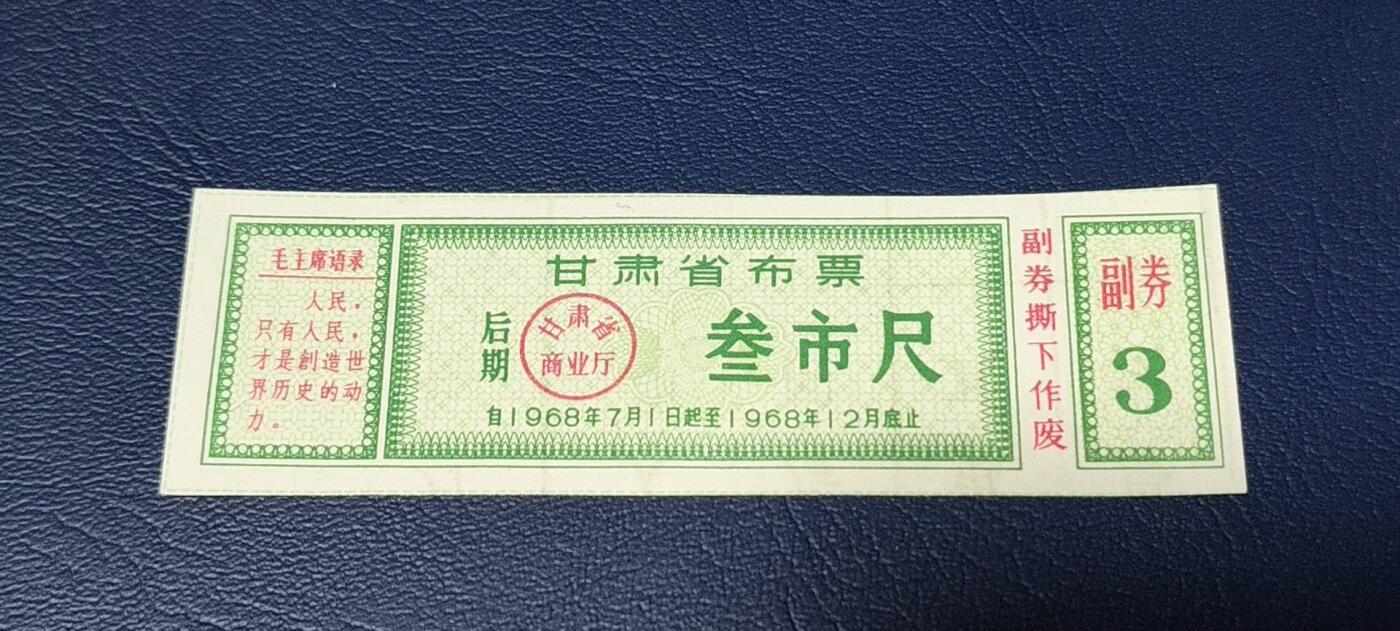 毛主席语录
人民，
只有人民，
才是創造世
界历史的动
力。
甘肃省布票
后期
甘肃省
商业厅
叁市尺
自1968年7月1日起至1968年12月底止
副券撕下作废
副券
3